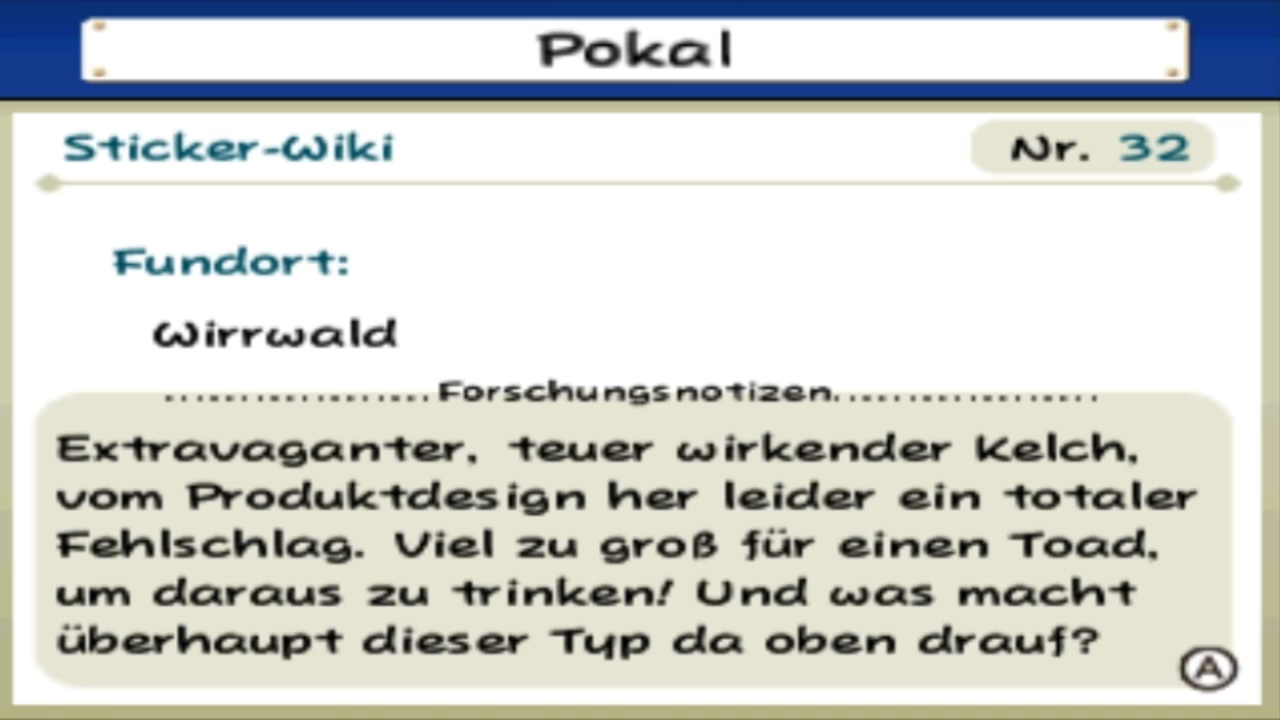 Pokal
Sticker-Wiki
Nr. 32
Fundort:
Wirrwald
Forschungsnotizen
Extravaganter, teuer wirkender Kelch,
vom Produktdesign her leider ein totaler
Fehlschlag. Viel zu groß für einen Toad,
um daraus zu trinken! Und was macht
überhaupt dieser Typ da oben drauf?
A